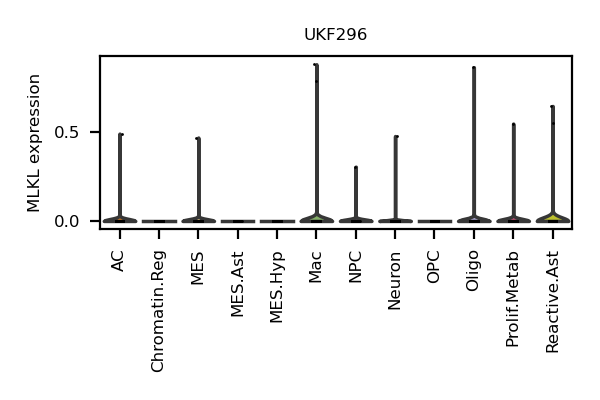 UKF296
MLKL expression
0.5
0.0
AC
Chromatin.Reg
MES
MES.Ast
MES.Hyp
Mac
NPC
Neuron
OPC
Oligo
Prolif.Metab
Reactive.Ast